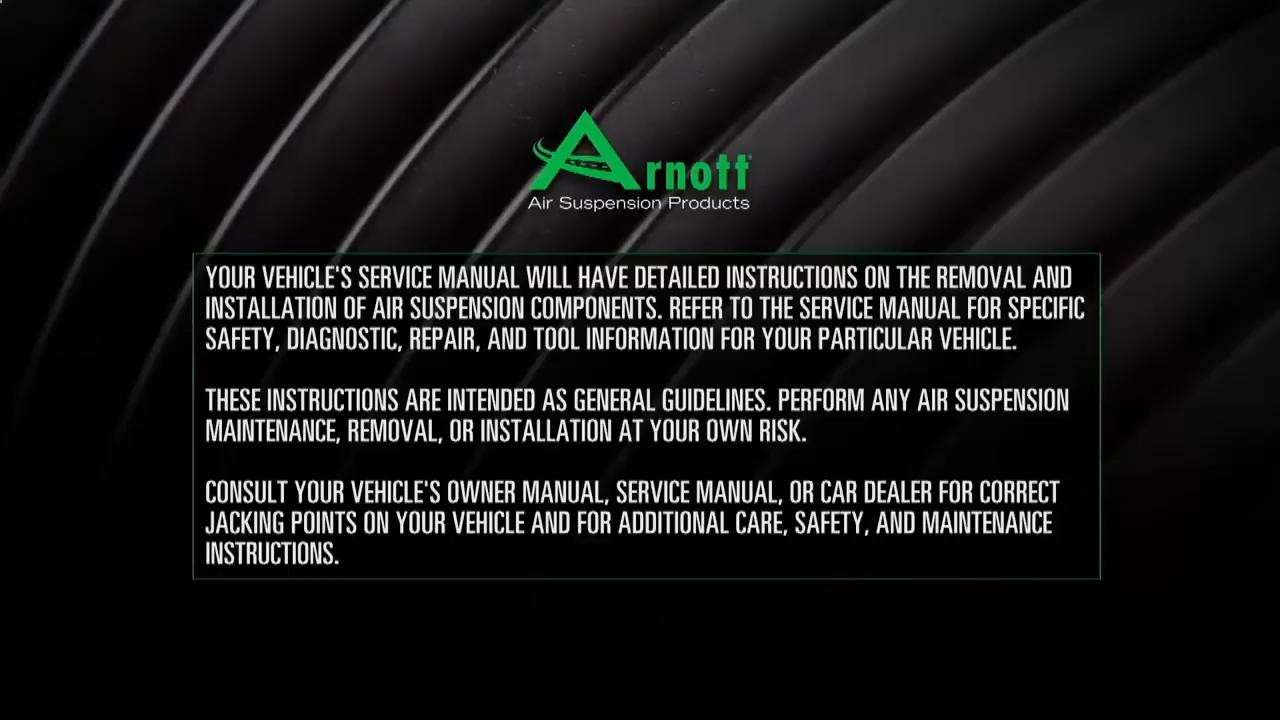 Arnott
Air Suspension Products
YOUR VEHICLE'S SERVICE MANUAL WILL HAVE DETAILED INSTRUCTIONS ON THE REMOVAL AND
INSTALLATION OF AIR SUSPENSION COMPONENTS. REFER TO THE SERVICE MANUAL FOR SPECIFIC
SAFETY, DIAGNOSTIC, REPAIR, AND TOOL INFORMATION FOR YOUR PARTICULAR VEHICLE.
THESE INSTRUCTIONS ARE INTENDED AS GENERAL GUIDELINES. PERFORM ANY AIR SUSPENSION
MAINTENANCE, REMOVAL, OR INSTALLATION AT YOUR OWN RISK.
CONSULT YOUR VEHICLE'S OWNER MANUAL, SERVICE MANUAL, OR CAR DEALER FOR CORRECT
JACKING POINTS ON YOUR VEHICLE AND FOR ADDITIONAL CARE, SAFETY, AND MAINTENANCE
INSTRUCTIONS.